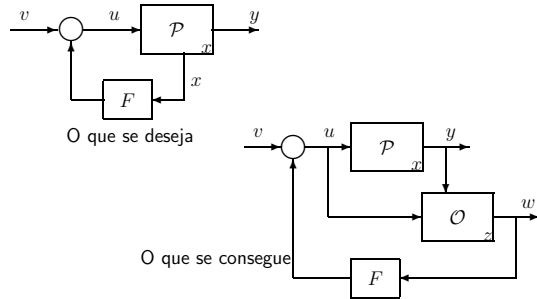 v u y
𝒫
x
x
F
O que se deseja
v u y
𝒫
x
𝒪
w
z
O que se consegue
F